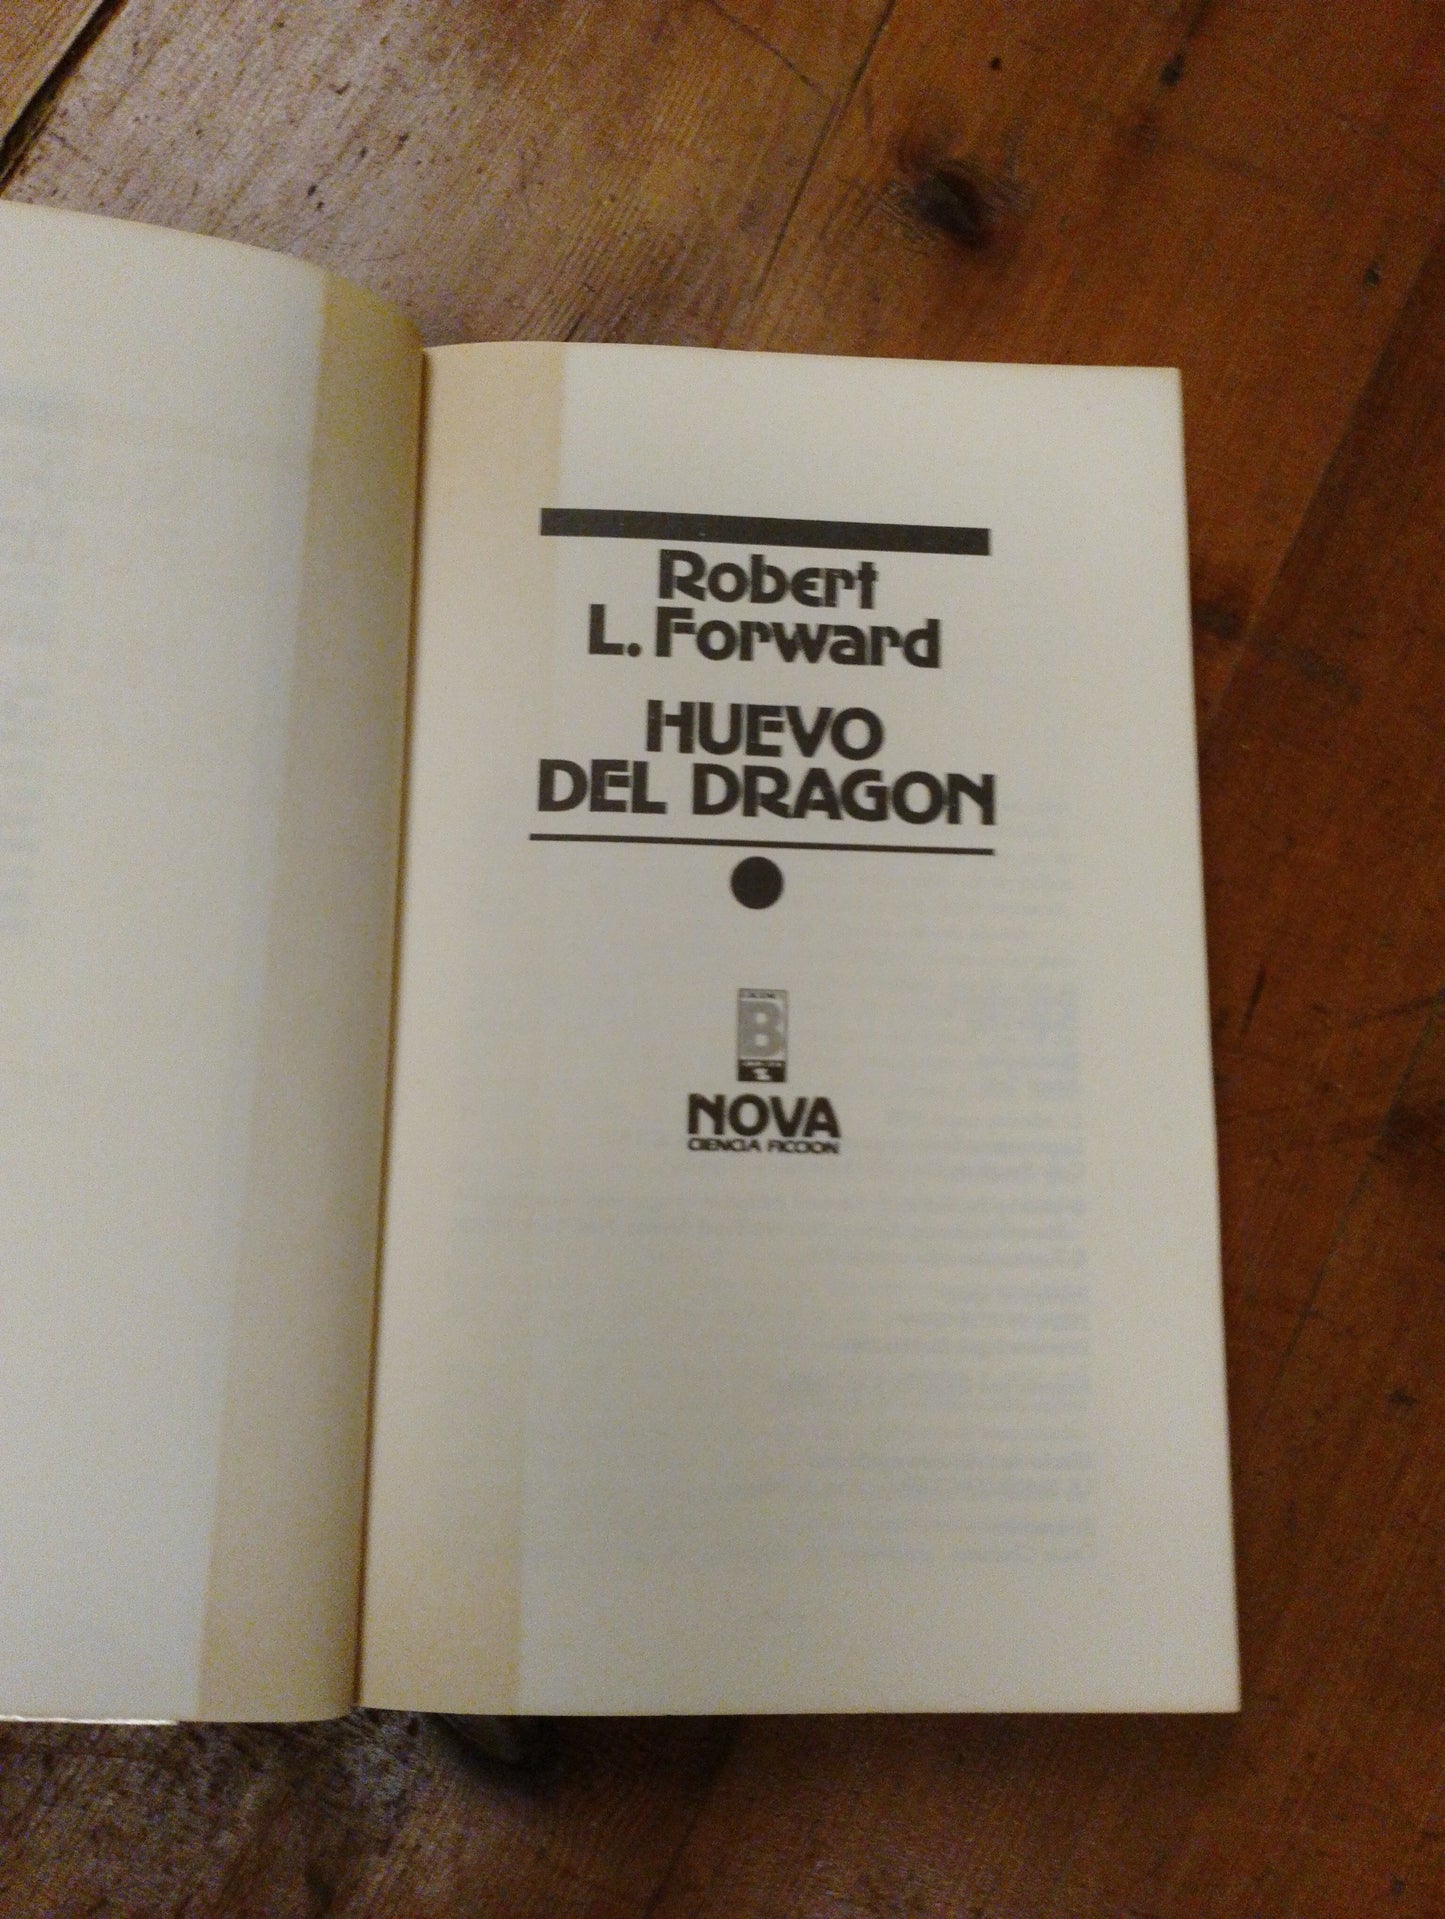 Robert
L. Forward
HUEVO
DEL DRAGON
B
NOVA
CIENCIA FICCION